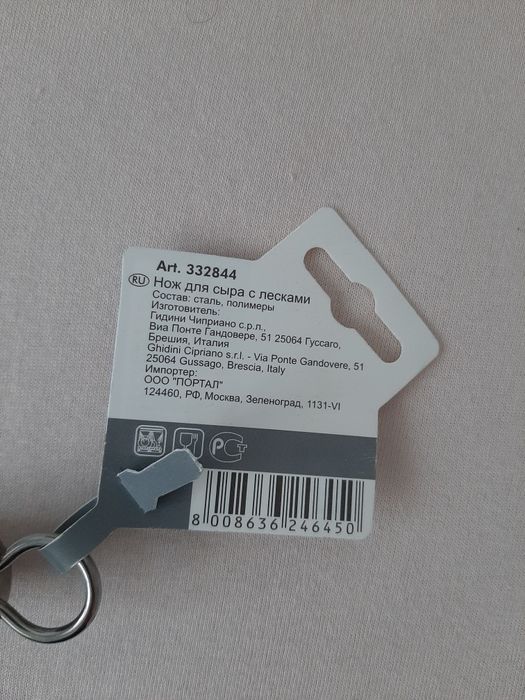 Art. 332844
RU Нож для сыра с лесками
Состав: сталь, полимеры
Изготовитель:
Гидини Чиприано с.р.л.,
Виа Понте Гандовере, 51 25064 Гуссаго,
Брешия, Италия
Ghidini Cipriano s.r.l. - Via Ponte Gandovere, 51
25064 Gussago, Brescia, Italy
Импортер:
ООО "ПОРТАЛ"
124460, РФ, Москва, Зеленоград, 1131-VI
РСТ
8 008636 246450